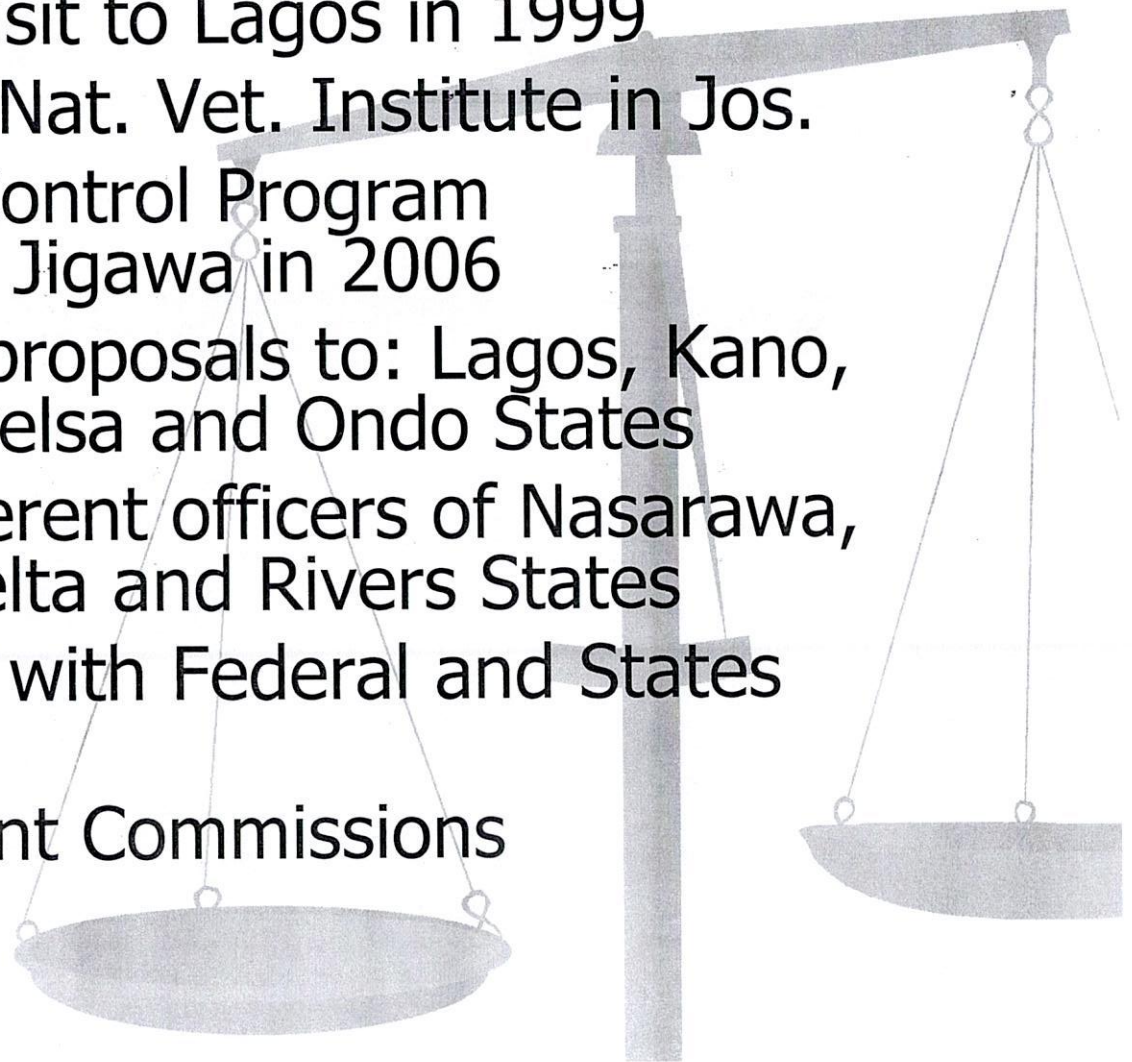 sit to Lagos in 1999
Nat. Vet. Institute in Jos.
ontrol Program
Jigawa in 2006
proposals to: Lagos, Kano,
elsa and Ondo States
erent officers of Nasarawa,
elta and Rivers States
with Federal and States
nt Commissions